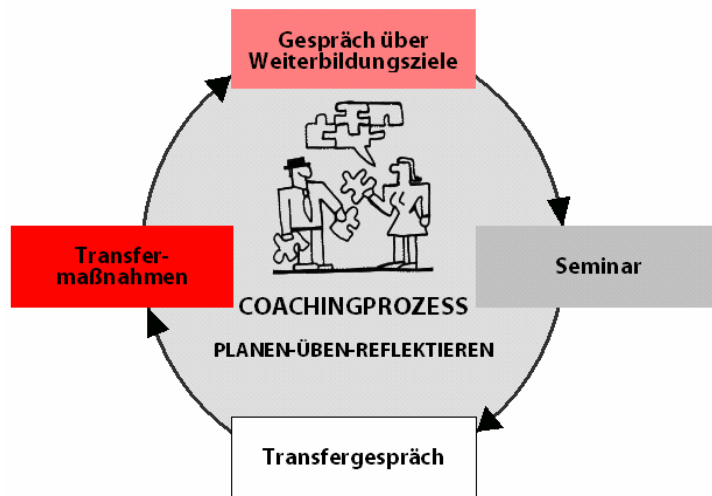 Gespräch über
Weiterbildungsziele
Transfer-
maßnahmen
Seminar
COACHINGPROZESS
PLANEN-ÜBEN-REFLEKTIEREN
Transfergespräch